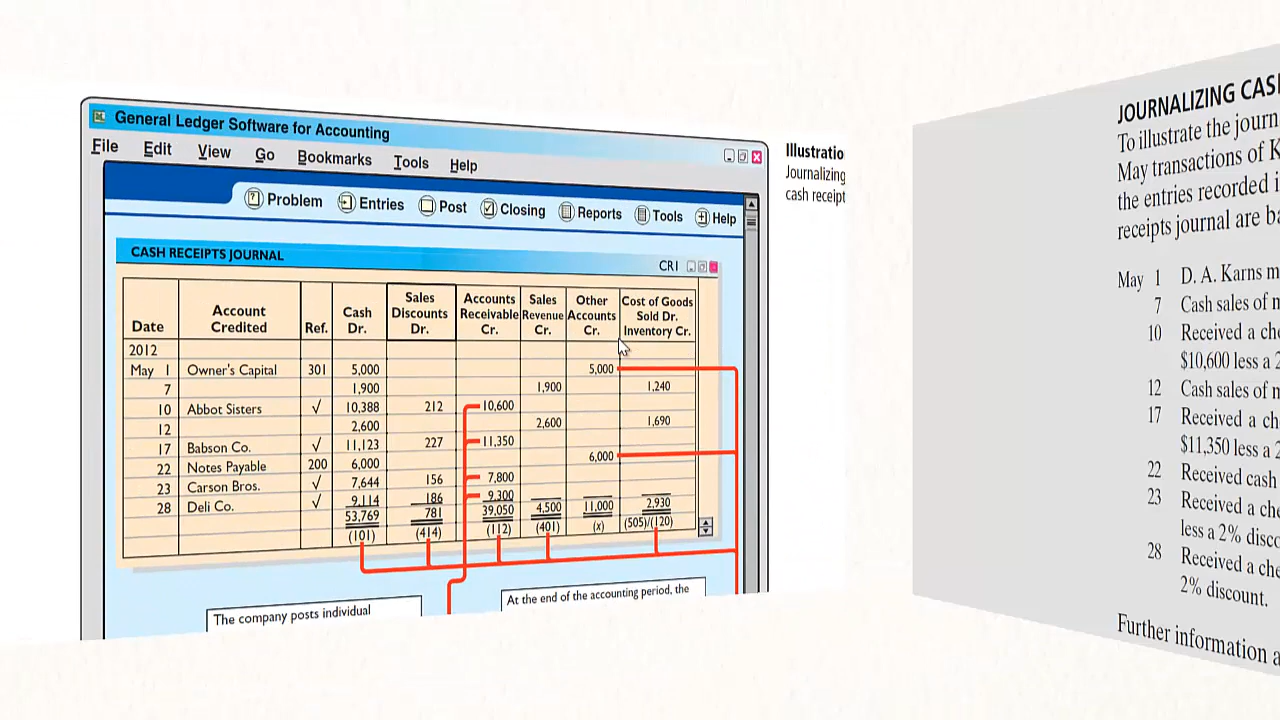 General Ledger Software for Accounting
File Edit View Go Bookmarks Tools Help
Problem Entries Post Closing Reports Tools Help
CASH RECEIPTS JOURNAL CR1
Date Account Credited Ref. Cash Dr. Sales Discounts Dr. Accounts Receivable Cr. Sales Revenue Cr. Other Accounts Cr. Cost of Goods Sold Dr. Inventory Cr.
2012
May 1 Owner's Capital 301 5,000 5,000
7 1,900 1,900 1,240
10 Abbot Sisters √ 10,388 212 10,600
12 2,600 2,600 1,690
17 Babson Co. √ 11,123 227 11,350
22 Notes Payable 200 6,000 6,000
23 Carson Bros. √ 7,644 156 7,800
28 Deli Co. √ 9,114 186 9,300
53,769 781 39,050 4,500 11,000 2,930
(101) (414) (112) (401) (x) (505)/(120)
The company posts individual
At the end of the accounting period, the
Illustratio
Journalizing
cash receipt
JOURNALIZING CASH
To illustrate the journ
May transactions of K
the entries recorded i
receipts journal are ba
May 1 D. A. Karns m
7 Cash sales of m
10 Received a che
$10,600 less a 2
12 Cash sales of m
17 Received a ch
$11,350 less a 2
22 Received cash
23 Received a che
less a 2% disco
28 Received a che
2% discount.
Further information a